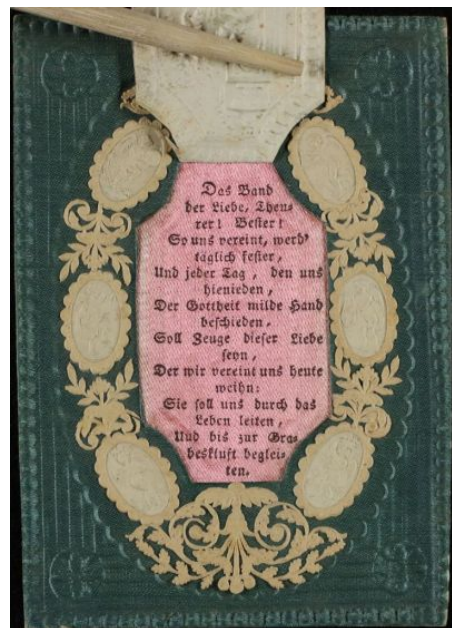 Das Band
der Liebe, Theu-
rer! Bester!
So uns vereint, werd'
täglich fester,
Und jeder Tag, den uns
hienieden,
Der Gottheit milde Hand
beschieden,
Soll Zeuge dieser Liebe
seyn,
Der wir vereint uns heute
weihn:
Sie soll uns durch das
Leben leiten,
Und bis zur Gra-
beskluft beglei-
ten.